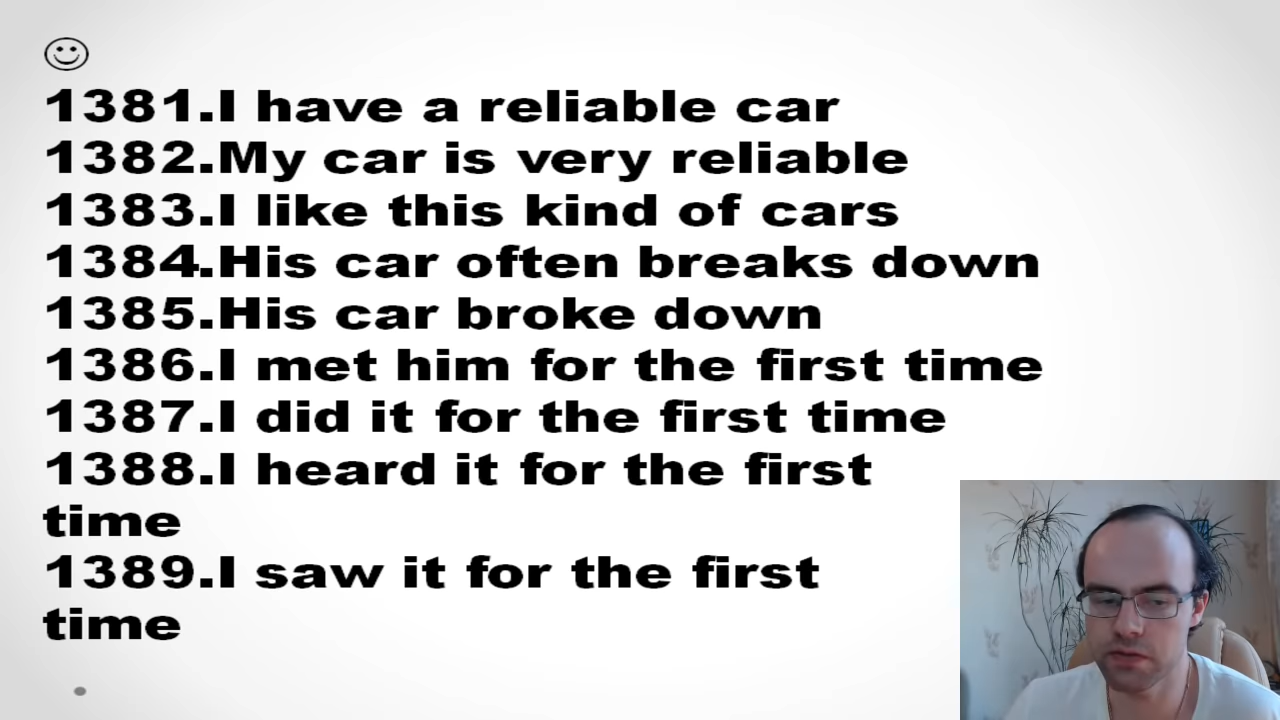 1381.I have a reliable car
1382.My car is very reliable
1383.I like this kind of cars
1384.His car often breaks down
1385.His car broke down
1386.I met him for the first time
1387.I did it for the first time
1388.I heard it for the first
time
1389.I saw it for the first
time